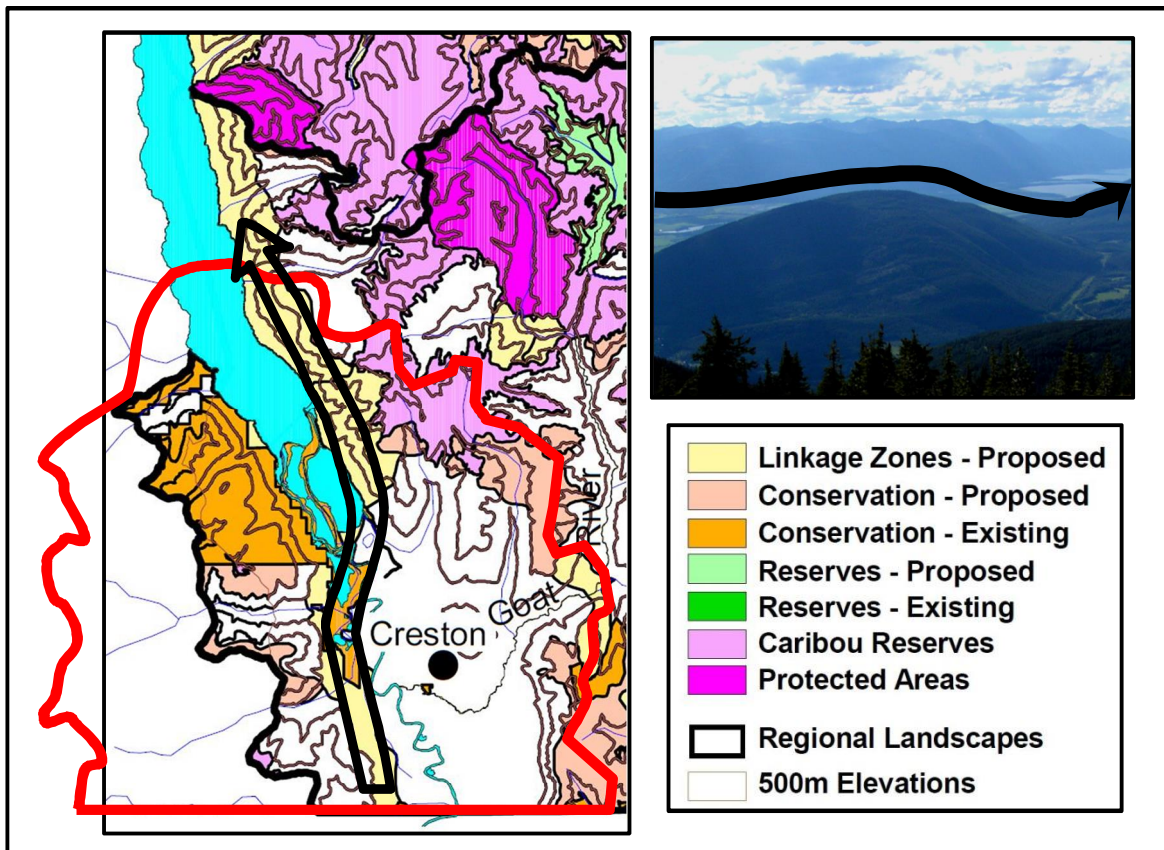 River
Goat
Creston
Linkage Zones - Proposed
Conservation - Proposed
Conservation - Existing
Reserves - Proposed
Reserves - Existing
Caribou Reserves
Protected Areas
Regional Landscapes
500m Elevations